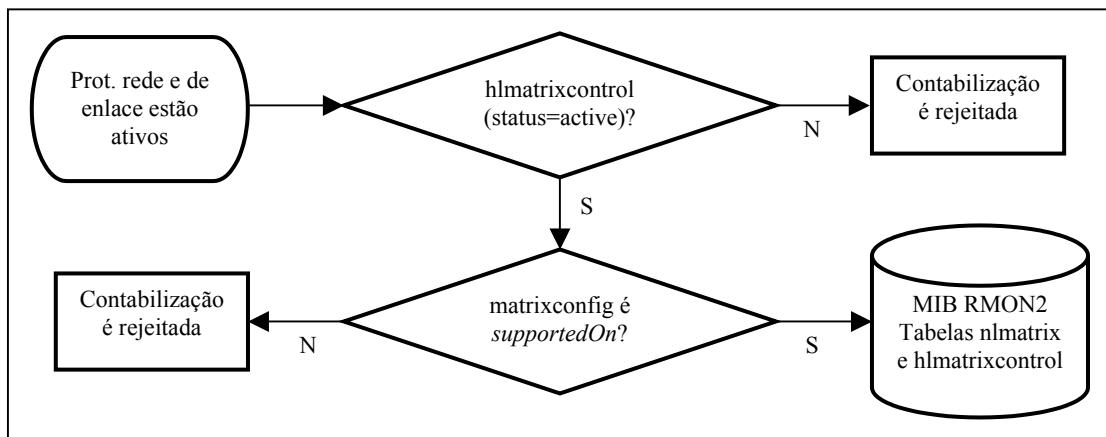 Prot. rede e de
enlace estão
ativos
hlmatrixcontrol
(status=active)?
N
Contabilização
é rejeitada
S
Contabilização
é rejeitada
N
matrixconfig é
supportedOn?
S
MIB RMON2
Tabelas nlmatrix
e hlmatrixcontrol